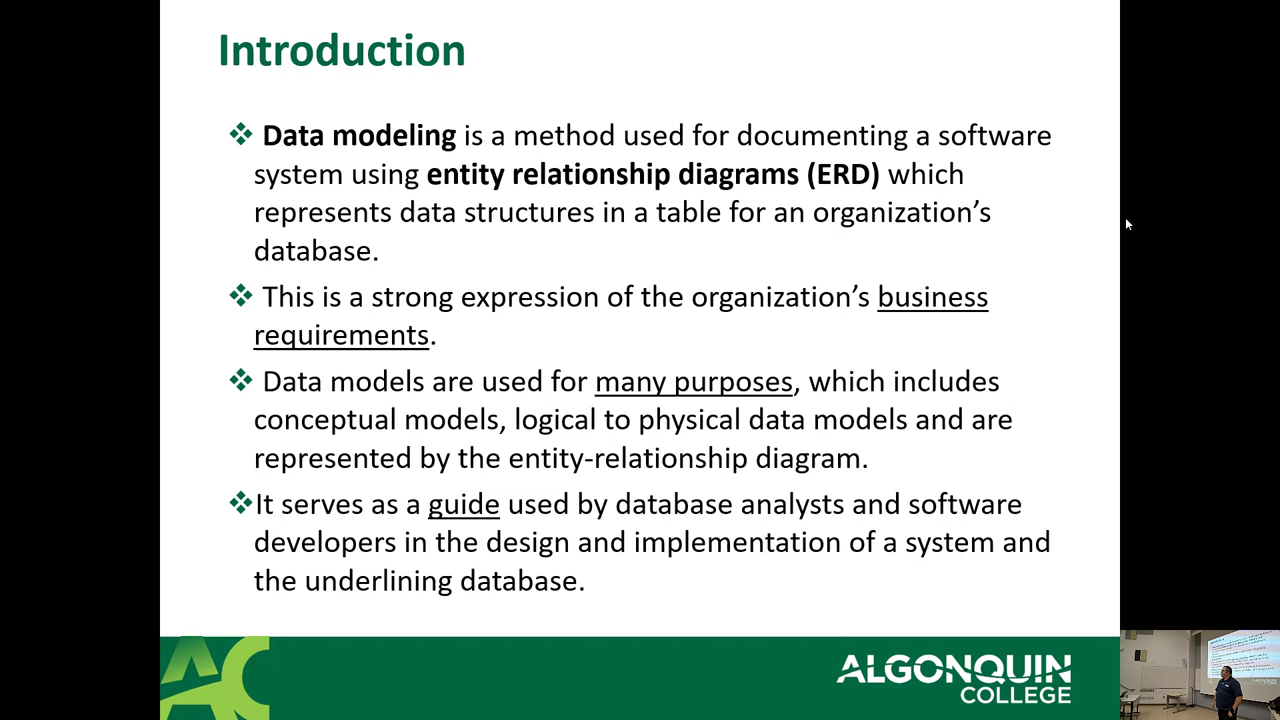 Introduction
❖ Data modeling is a method used for documenting a software
system using entity relationship diagrams (ERD) which
represents data structures in a table for an organization’s
database.
❖ This is a strong expression of the organization’s business
requirements.
❖ Data models are used for many purposes, which includes
conceptual models, logical to physical data models and are
represented by the entity-relationship diagram.
❖It serves as a guide used by database analysts and software
developers in the design and implementation of a system and
the underlining database.
AC
ALGONQUIN
COLLEGE